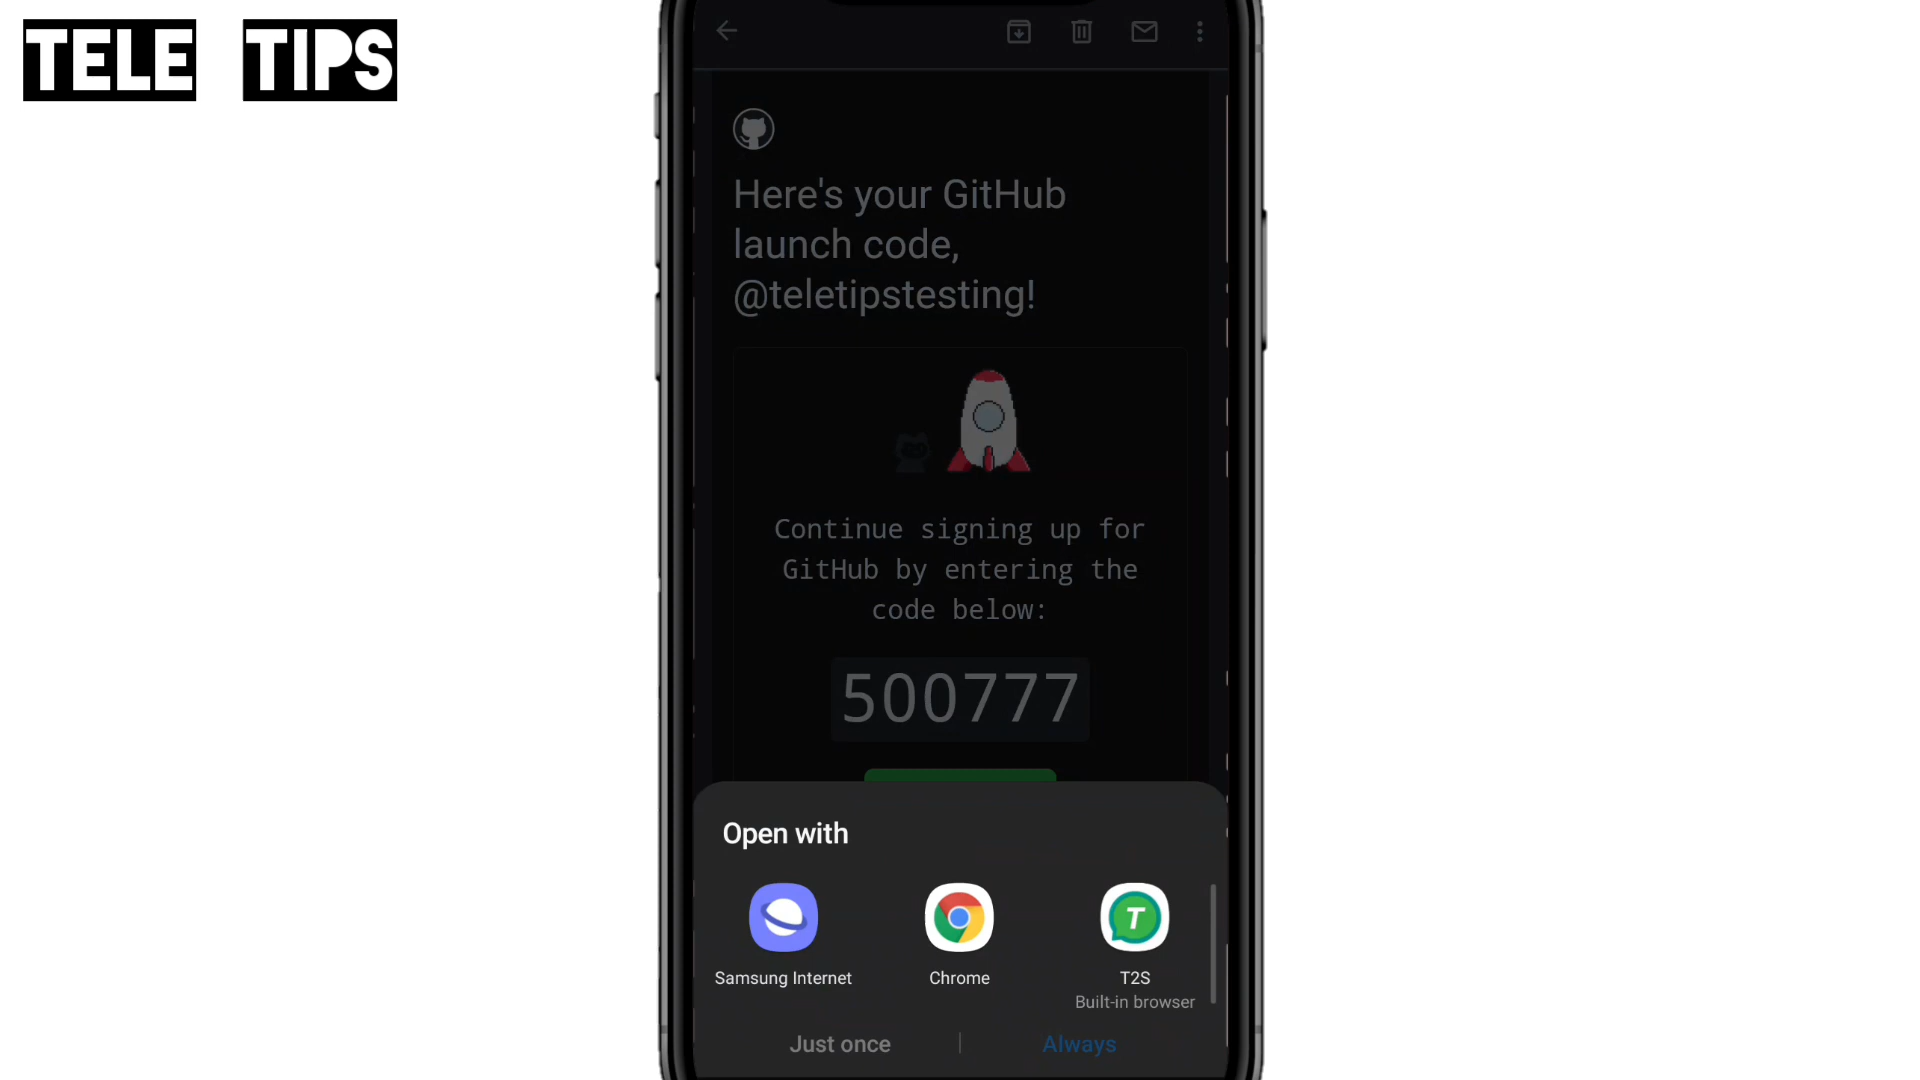 TELE TIPS
Here's your GitHub
launch code,
@teletipstesting!
Continue signing up for
GitHub by entering the
code below:
500777
Open with
Samsung Internet
Chrome
T2S
Built-in browser
Just once
Always